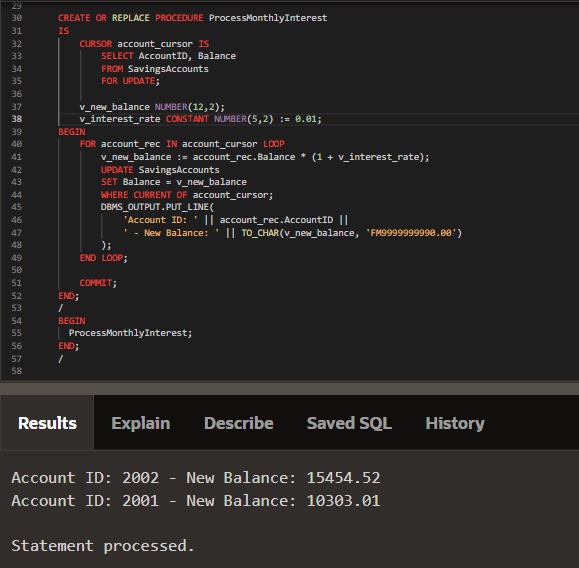 29
30 CREATE OR REPLACE PROCEDURE ProcessMonthlyInterest
31 IS
32 CURSOR account_cursor IS
33 SELECT AccountID, Balance
34 FROM SavingsAccounts
35 FOR UPDATE;
36
37 v_new_balance NUMBER(12,2);
38 v_interest_rate CONSTANT NUMBER(5,2) := 0.01;
39 BEGIN
40 FOR account_rec IN account_cursor LOOP
41 v_new_balance := account_rec.Balance * (1 + v_interest_rate);
42 UPDATE SavingsAccounts
43 SET Balance = v_new_balance
44 WHERE CURRENT OF account_cursor;
45 DBMS_OUTPUT.PUT_LINE(
46 'Account ID: ' || account_rec.AccountID ||
47 ' - New Balance: ' || TO_CHAR(v_new_balance, 'FM9999999990.00')
48 );
49 END LOOP;
50
51 COMMIT;
52 END;
53 /
54 BEGIN
55 ProcessMonthlyInterest;
56 END;
57 /
58
Results Explain Describe Saved SQL History
Account ID: 2002 - New Balance: 15454.52
Account ID: 2001 - New Balance: 10303.01
Statement processed.